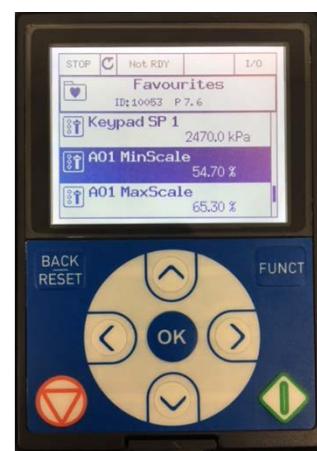 STOP Not RDY I/O
Favourites
ID:10053 P 7.6
Keypad SP 1
2470.0 kPa
A01 MinScale
54.70 %
A01 MaxScale
65.30 %
BACK
RESET
FUNCT
OK